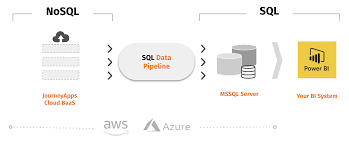 NoSQL
SQL
SQL Data
Pipeline
Power BI
JourneyApps
Cloud BaaS
MSSQL Server
Your BI System
aws
Azure